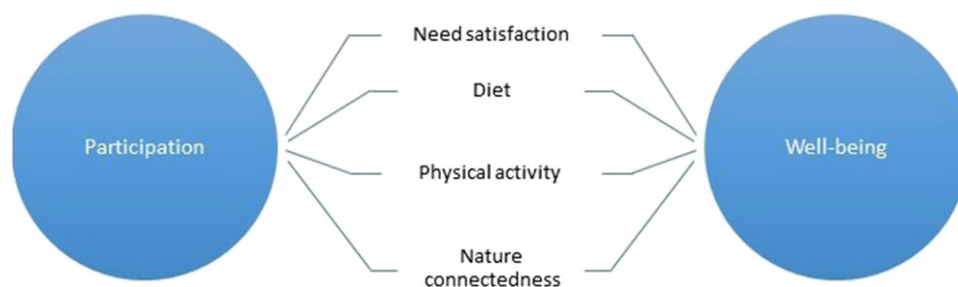 Need satisfaction
Diet
Participation
Well-being
Physical activity
Nature
connectedness